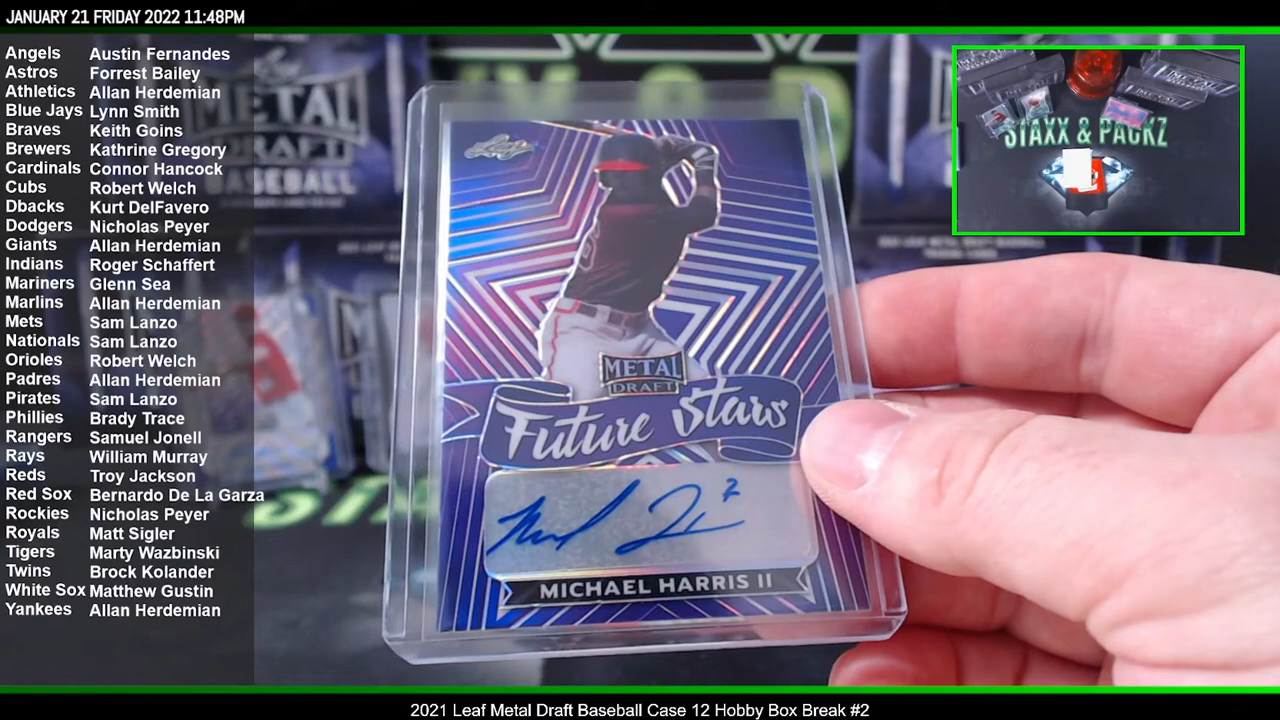 JANUARY 21 FRIDAY 2022 11:48PM
Angels Austin Fernandes
Astros Forrest Bailey
Athletics Allan Herdemian
Blue Jays Lynn Smith
Braves Keith Goins
Brewers Kathrine Gregory
Cardinals Connor Hancock
Cubs Robert Welch
Dbacks Kurt DelFavero
Dodgers Nicholas Peyer
Giants Allan Herdemian
Indians Roger Schaffert
Mariners Glenn Sea
Marlins Allan Herdemian
Mets Sam Lanzo
Nationals Sam Lanzo
Orioles Robert Welch
Padres Allan Herdemian
Pirates Sam Lanzo
Phillies Brady Trace
Rangers Samuel Jonell
Rays William Murray
Reds Troy Jackson
Red Sox Bernardo De La Garza
Rockies Nicholas Peyer
Royals Matt Sigler
Tigers Marty Wazbinski
Twins Brock Kolander
White Sox Matthew Gustin
Yankees Allan Herdemian
METAL
DRAFT
BASEBALL
Leaf
METAL
DRAFT
Future Stars
MICHAEL HARRIS II
STAXX & PACKZ
2021 Leaf Metal Draft Baseball Case 12 Hobby Box Break #2